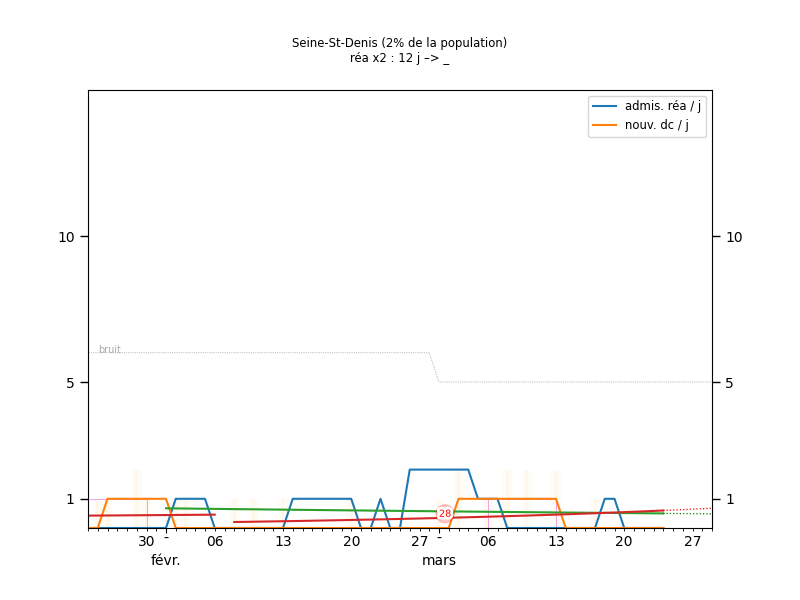 Seine-St-Denis (2% de la population)
réa x2 : 12 j –> _
admis. réa / j
nouv. dc / j
10 10
bruit
5 5
1 1
28
30 - 06 13 20 27 - 06 13 20 27
févr. mars